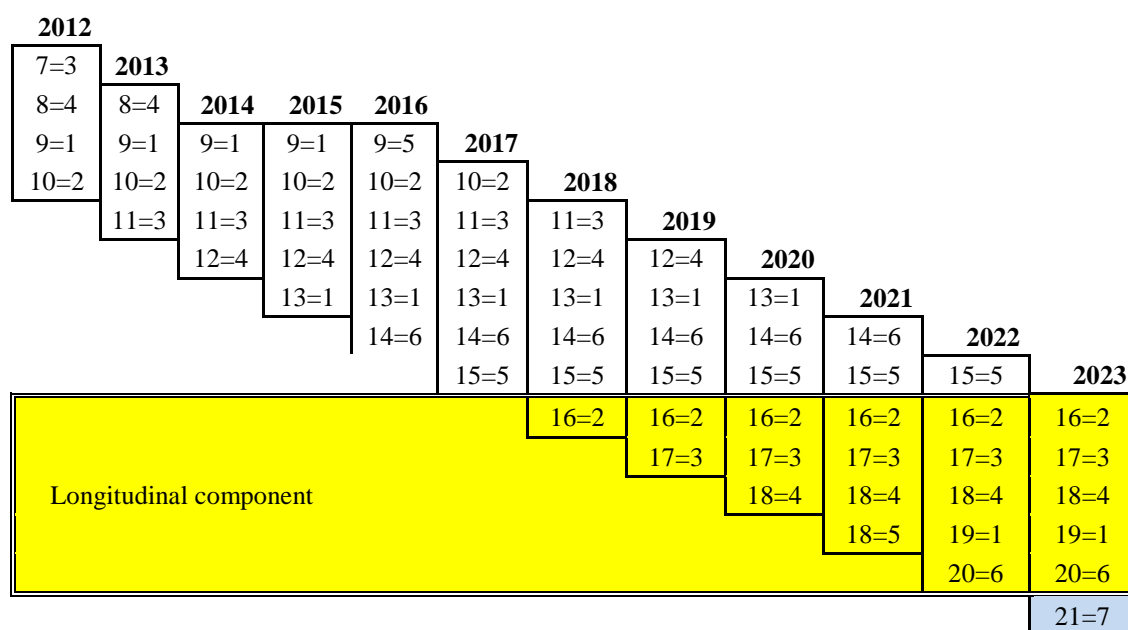 2012
7=3 2013
8=4 8=4 2014 2015 2016
9=1 9=1 9=1 9=1 9=5 2017
10=2 10=2 10=2 10=2 10=2 10=2 2018
11=3 11=3 11=3 11=3 11=3 11=3 2019
12=4 12=4 12=4 12=4 12=4 12=4 2020
13=1 13=1 13=1 13=1 13=1 13=1 2021
14=6 14=6 14=6 14=6 14=6 14=6 2022
15=5 15=5 15=5 15=5 15=5 15=5 2023
16=2 16=2 16=2 16=2 16=2 16=2
17=3 17=3 17=3 17=3 17=3
Longitudinal component 18=4 18=4 18=4 18=4
18=5 19=1 19=1
20=6 20=6
21=7